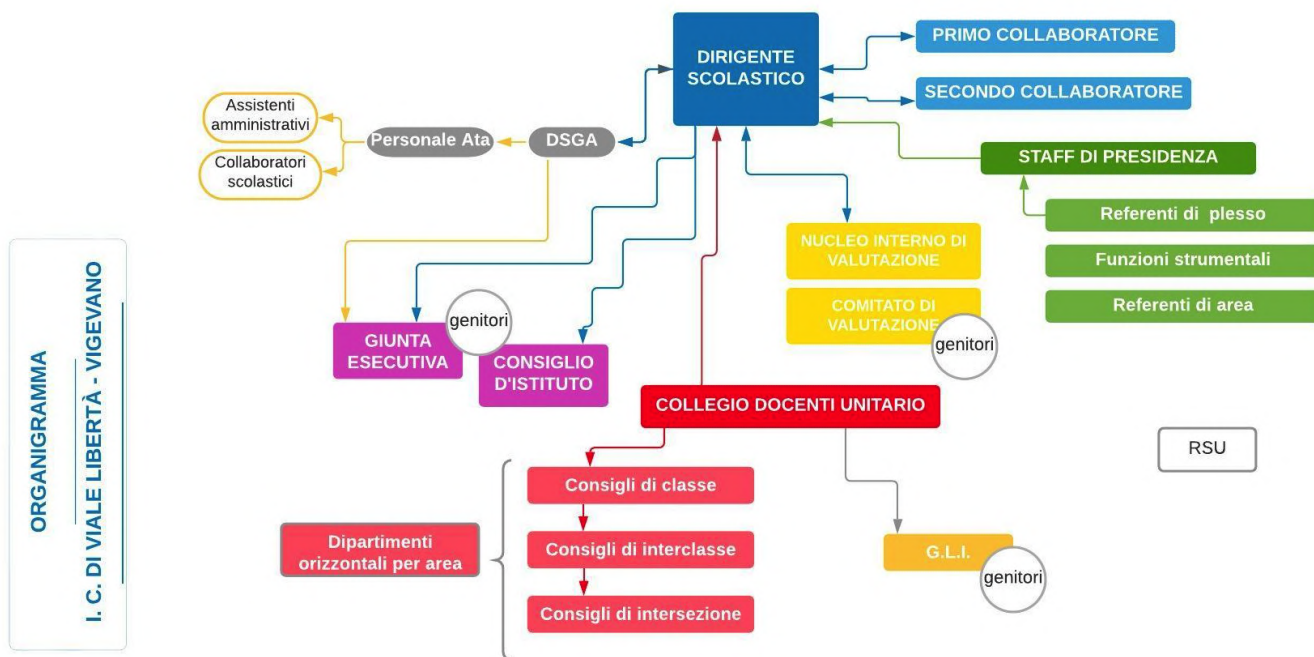 ORGANIGRAMMA
I. C. DI VIALE LIBERTÀ - VIGEVANO
DIRIGENTE
SCOLASTICO
PRIMO COLLABORATORE
SECONDO COLLABORATORE
STAFF DI PRESIDENZA
Referenti di plesso
Funzioni strumentali
Referenti di area
Assistenti
amministrativi
Collaboratori
scolastici
Personale Ata
DSGA
NUCLEO INTERNO DI
VALUTAZIONE
COMITATO DI
VALUTAZIONE
genitori
GIUNTA
ESECUTIVA
genitori
CONSIGLIO
D'ISTITUTO
COLLEGIO DOCENTI UNITARIO
RSU
Dipartimenti
orizzontali per area
Consigli di classe
Consigli di interclasse
Consigli di intersezione
G.L.I.
genitori